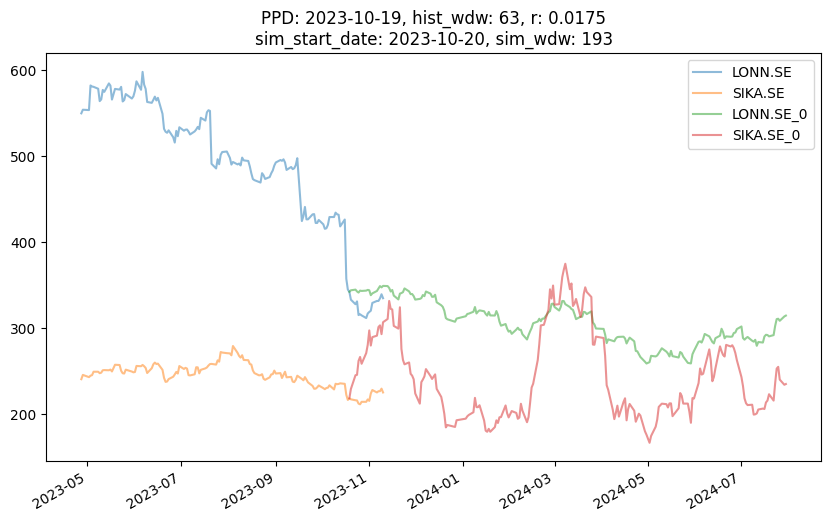 PPD: 2023-10-19, hist_wdw: 63, r: 0.0175
sim_start_date: 2023-10-20, sim_wdw: 193
LONN.SE
SIKA.SE
LONN.SE_0
SIKA.SE_0
600
500
400
300
200
2023-05
2023-07
2023-09
2023-11
2024-01
2024-03
2024-05
2024-07